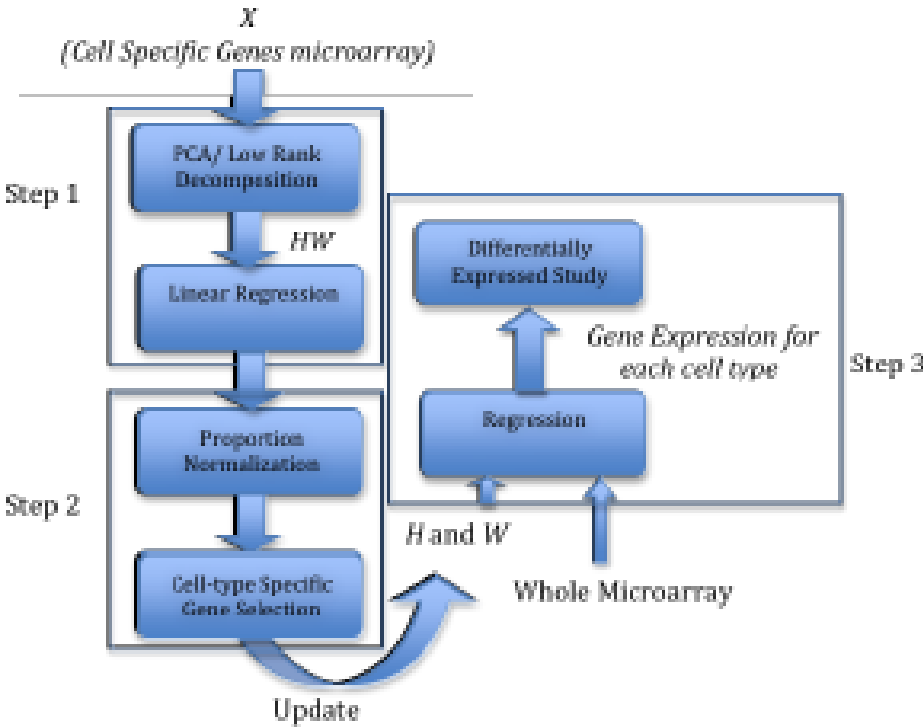 X
(Cell Specific Genes microarray)
Step 1
PCA/ Low Rank
Decomposition
HW
Linear Regression
Step 2
Proportion
Normalization
Cell-type Specific
Gene Selection
Update
H and W
Whole Microarray
Regression
Gene Expression for
each cell type
Differentially
Expressed Study
Step 3